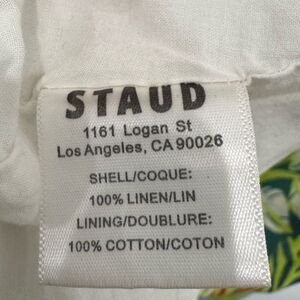 STAUD
1161 Logan St
Los Angeles, CA 90026
SHELL/COQUE:
100% LINEN/LIN
LINING/DOUBLURE:
100% COTTON/COTON